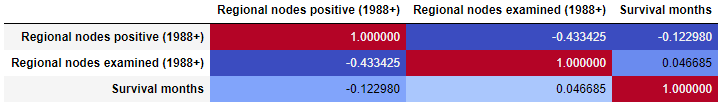 Regional nodes positive (1988+) Regional nodes examined (1988+) Survival months
Regional nodes positive (1988+) 1.000000 -0.433425 -0.122980
Regional nodes examined (1988+) -0.433425 1.000000 0.046685
Survival months -0.122980 0.046685 1.000000